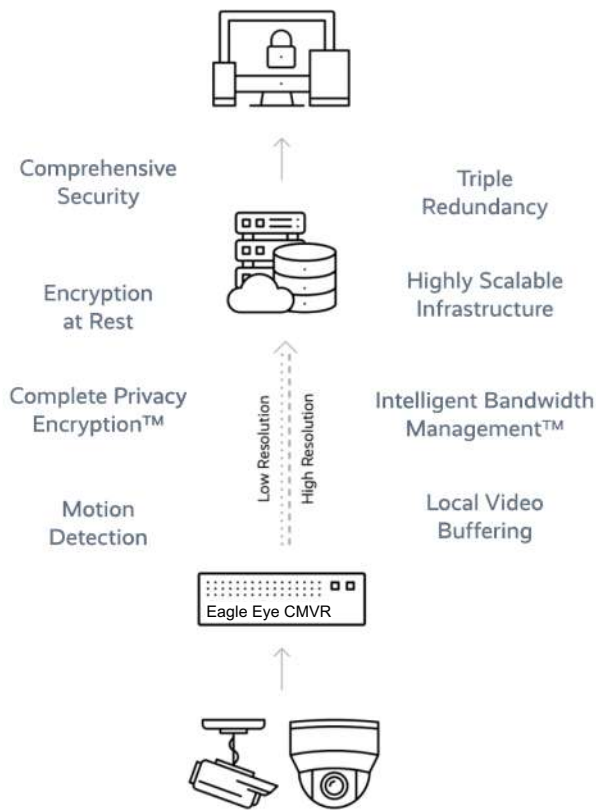 Comprehensive
Security
Triple
Redundancy
Encryption
at Rest
Highly Scalable
Infrastructure
Complete Privacy
Encryption™
Low Resolution
High Resolution
Intelligent Bandwidth
Management™
Motion
Detection
Local Video
Buffering
Eagle Eye CMVR